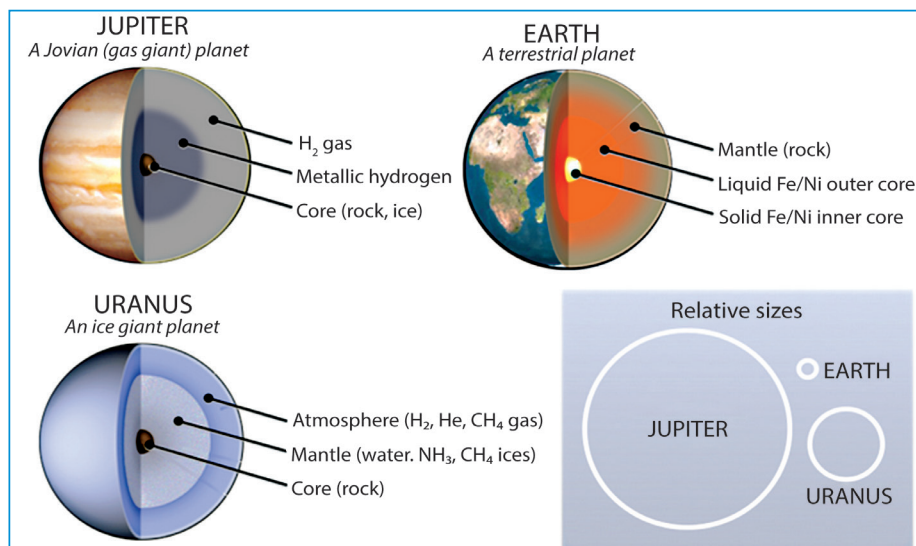 JUPITER
A Jovian (gas giant) planet
H₂ gas
Metallic hydrogen
Core (rock, ice)
EARTH
A terrestrial planet
Mantle (rock)
Liquid Fe/Ni outer core
Solid Fe/Ni inner core
URANUS
An ice giant planet
Atmosphere (H₂, He, CH₄ gas)
Mantle (water. NH₃, CH₄ ices)
Core (rock)
Relative sizes
EARTH
JUPITER
URANUS